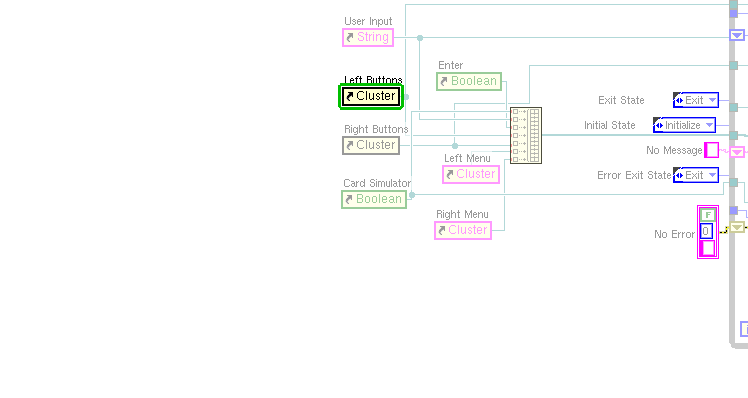 User Input
String
Enter
Boolean
Left Buttons
Cluster
Exit State
Exit
Initial State
Initialize
Right Buttons
Cluster
No Message
Left Menu
Cluster
Error Exit State
Exit
Card Simulator
Boolean
Right Menu
Cluster
No Error
F
0
i